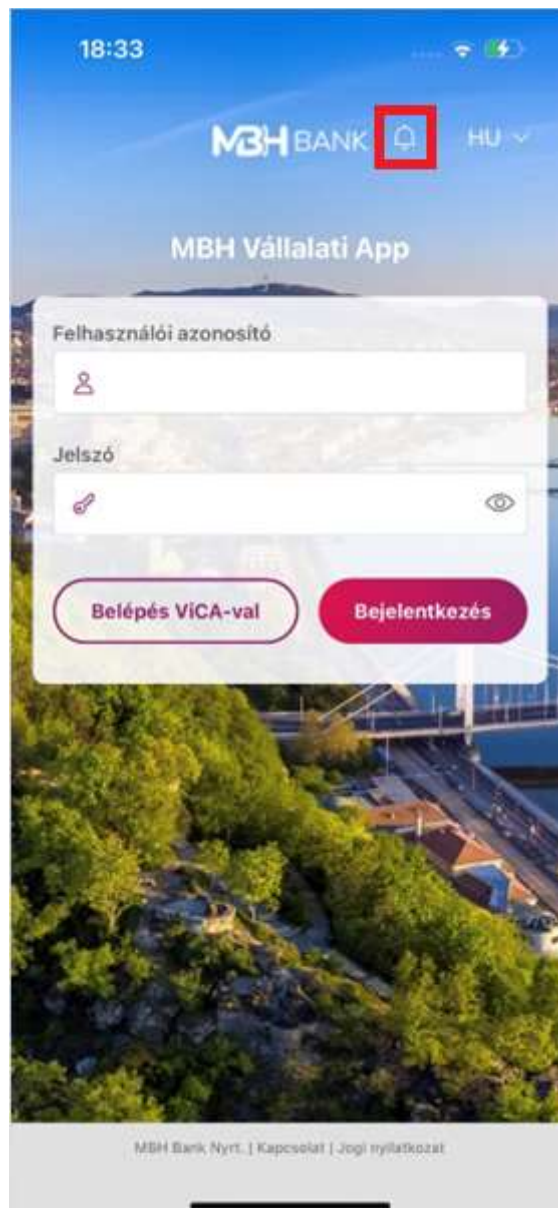 18:33
MBH BANK HU
MBH Vállalati App
Felhasználói azonosító
Jelszó
Belépés ViCA-val Bejelentkezés
MBH Bank Nyrt. | Kapcsolat | Jogi nyilatkozat